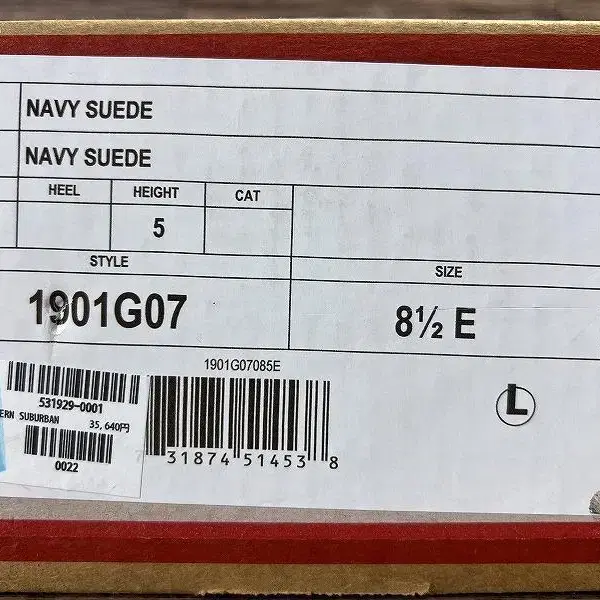 NAVY SUEDE
NAVY SUEDE
HEEL HEIGHT CAT
5
STYLE
SIZE
1901G07
8½ E
1901G07085E
L
531929-0001
ERN SUBURBAN 35,640円
0022
31874 51453 8